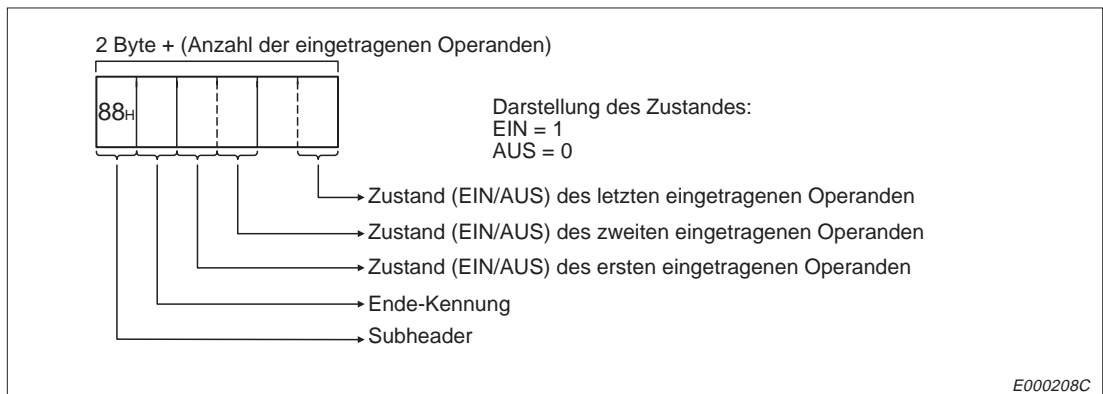 2 Byte + (Anzahl der eingetragenen Operanden)
88H
Darstellung des Zustandes:
EIN = 1
AUS = 0
Zustand (EIN/AUS) des letzten eingetragenen Operanden
Zustand (EIN/AUS) des zweiten eingetragenen Operanden
Zustand (EIN/AUS) des ersten eingetragenen Operanden
Ende-Kennung
Subheader
E000208C